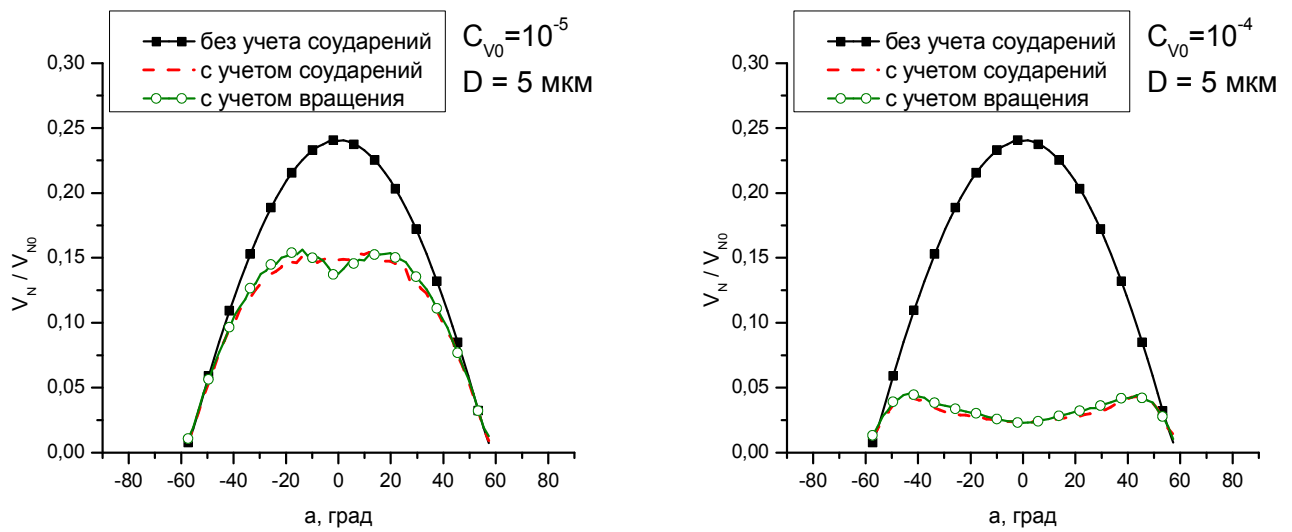 без учета соударений
с учетом соударений
с учетом вращения
C_V0=10^-5
D = 5 мкм
0,30
0,25
0,20
0,15
0,10
0,05
0,00
V_N / V_N0
-80 -60 -40 -20 0 20 40 60 80
a, град
без учета соударений
с учетом соударений
с учетом вращения
C_V0=10^-4
D = 5 мкм
0,30
0,25
0,20
0,15
0,10
0,05
0,00
V_N / V_N0
-80 -60 -40 -20 0 20 40 60 80
a, град